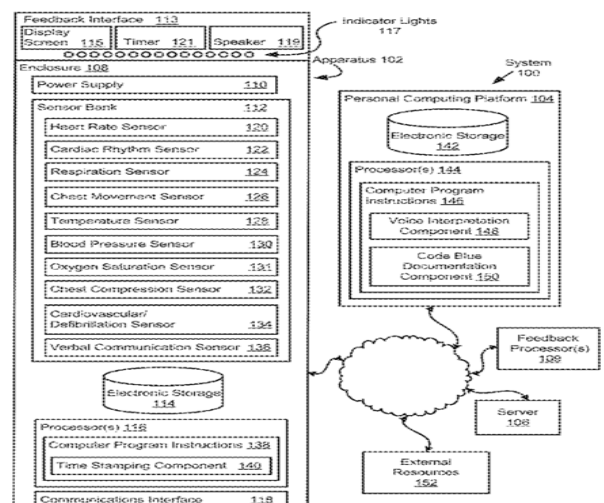 Feedback Interface 113
Display Screen 115
Timer 121
Speaker 119
Indicator Lights
117
Apparatus 102
System
100
Enclosure 108
Power Supply 110
Sensor Bank 112
Heart Rate Sensor 120
Cardiac Rhythm Sensor 122
Respiration Sensor 124
Chest Movement Sensor 126
Temperature Sensor 128
Blood Pressure Sensor 130
Oxygen Saturation Sensor 131
Chest Compression Sensor 132
Cardiovascular/
Defibrillation Sensor 134
Verbal Communication Sensor 136
Electronic Storage
114
Processor(s) 116
Computer Program Instructions 138
Time Stamping Component 140
Communications Interface 118
Personal Computing Platform 104
Electronic Storage
142
Processor(s) 144
Computer Program
Instructions 146
Voice Interpretation
Component 148
Code Blue
Documentation
Component 150
Feedback
Processor(s)
109
Server
106
External
Resources
152